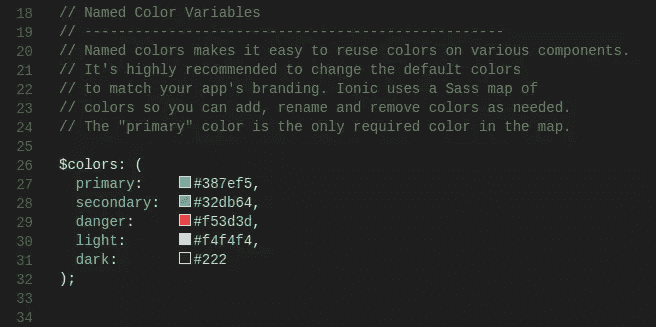 18 // Named Color Variables
19 // --------------------------------------------------
20 // Named colors makes it easy to reuse colors on various components.
21 // It's highly recommended to change the default colors
22 // to match your app's branding. Ionic uses a Sass map of
23 // colors so you can add, rename and remove colors as needed.
24 // The "primary" color is the only required color in the map.
25
26 $colors: (
27   primary:    #387ef5,
28   secondary:  #32db64,
29   danger:     #f53d3d,
30   light:      #f4f4f4,
31   dark:       #222
32 );
33
34